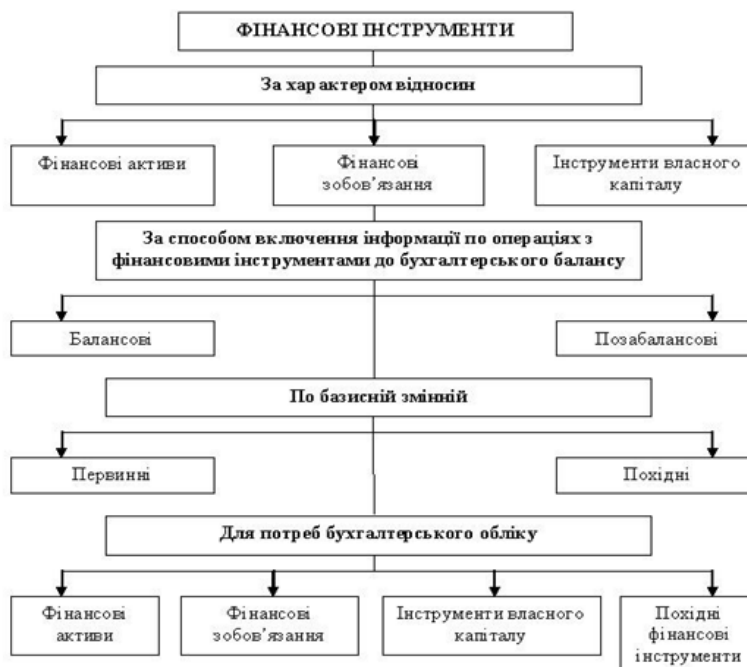 ФІНАНСОВІ ІНСТРУМЕНТИ
За характером відносин
Фінансові активи
Фінансові
зобов’язання
Інструменти власного
капіталу
За способом включення інформації по операціях з
фінансовими інструментами до бухгалтерського балансу
Балансові
Позабалансові
По базисній змінній
Первинні
Похідні
Для потреб бухгалтерського обліку
Фінансові
активи
Фінансові
зобов’язання
Інструменти власного
капіталу
Похідні
фінансові
інструменти